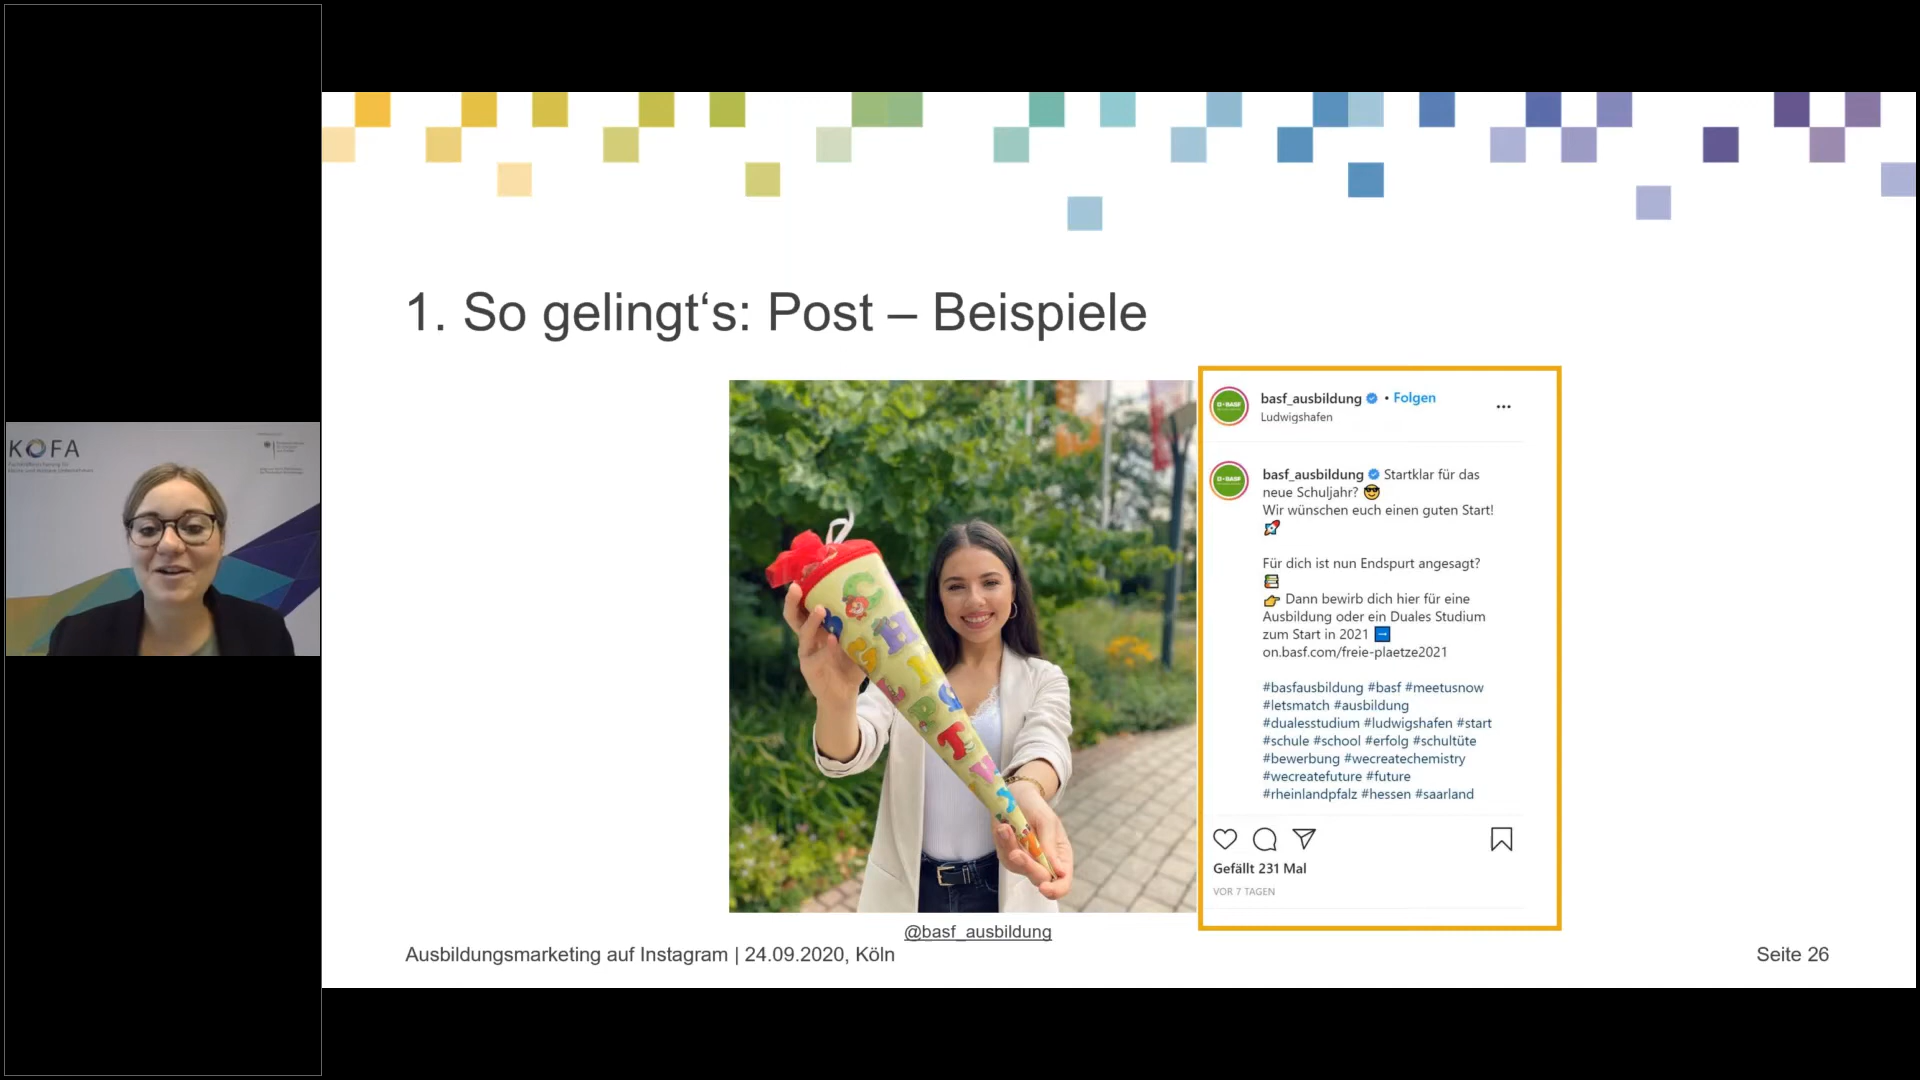 KOFA
1. So gelingt‘s: Post – Beispiele
SCHULTÜTE
basf_ausbildung • Folgen
Ludwigshafen
basf_ausbildung Startklar für das
neue Schuljahr? 😎
Wir wünschen euch einen guten Start!
🚀
Für dich ist nun Endspurt angesagt?
📚
👉 Dann bewirb dich hier für eine
Ausbildung oder ein Duales Studium
zum Start in 2021 ➡️
on.basf.com/freie-plaetze2021
#basfausbildung #basf #meetusnow
#letsmatch #ausbildung
#dualesstudium #ludwigshafen #start
#schule #school #erfolg #schultüte
#bewerbung #wecreatechemistry
#wecreatefuture #future
#rheinlandpfalz #hessen #saarland
Gefällt 231 Mal
VOR 7 TAGEN
@basf_ausbildung
Ausbildungsmarketing auf Instagram | 24.09.2020, Köln
Seite 26